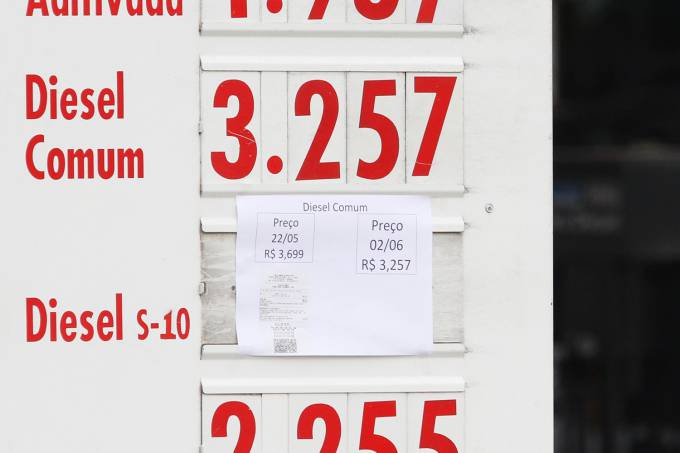 Diesel
Comum
3.257
Diesel Comum
Preço
22/05
R$ 3,699
Preço
02/06
R$ 3,257
Diesel S-10